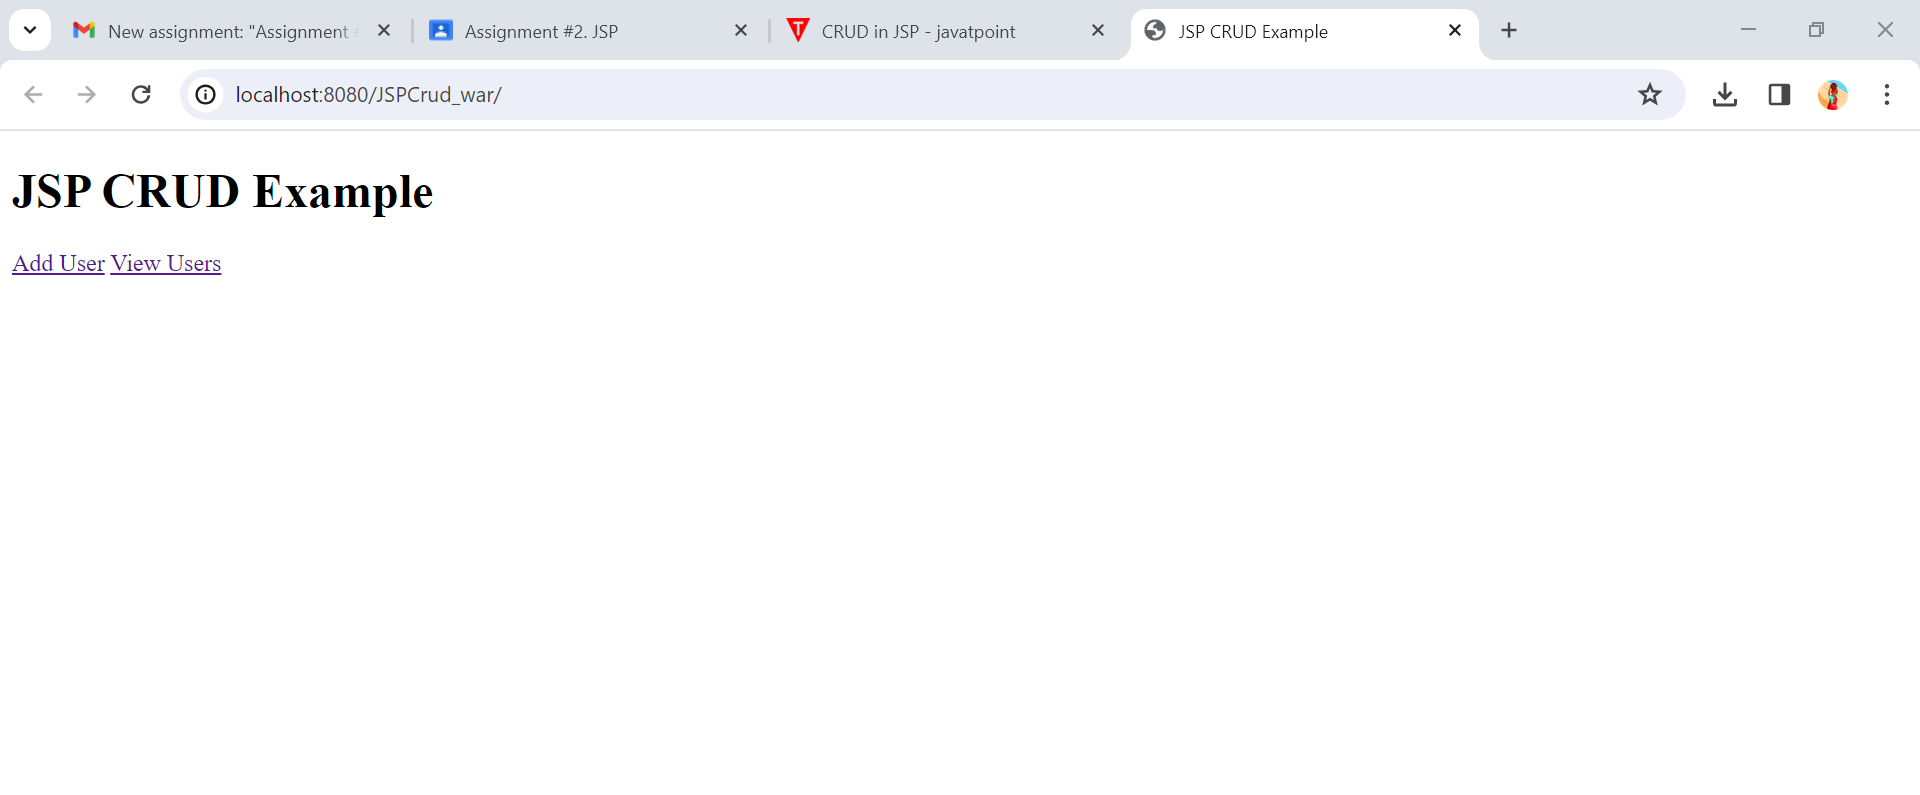 New assignment: "Assignment
Assignment #2. JSP
CRUD in JSP - javatpoint
JSP CRUD Example
localhost:8080/JSPCrud_war/
JSP CRUD Example
Add User View Users